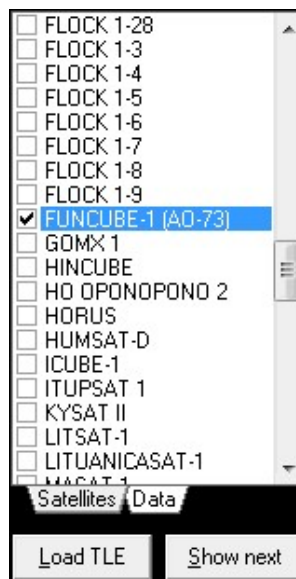 FLOCK 1-28
FLOCK 1-3
FLOCK 1-4
FLOCK 1-5
FLOCK 1-6
FLOCK 1-7
FLOCK 1-8
FLOCK 1-9
FUNCUBE-1 (AO-73)
GOMX 1
HINCUBE
HO OPONOPONO 2
HORUS
HUMSAT-D
ICUBE-1
ITUPSAT 1
KYSAT II
LITSAT-1
LITUANICASAT-1
MASAT 1
Satellites Data
Load TLE Show next